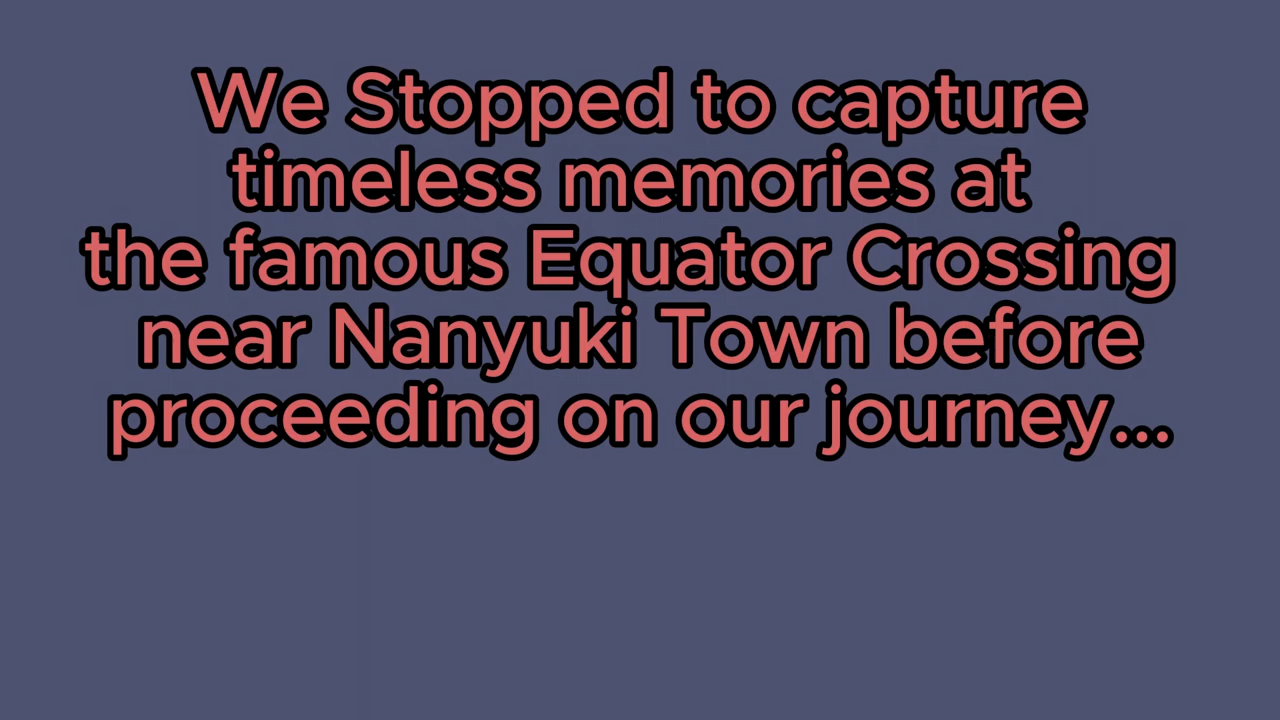 We Stopped to capture
timeless memories at
the famous Equator Crossing
near Nanyuki Town before
proceeding on our journey...